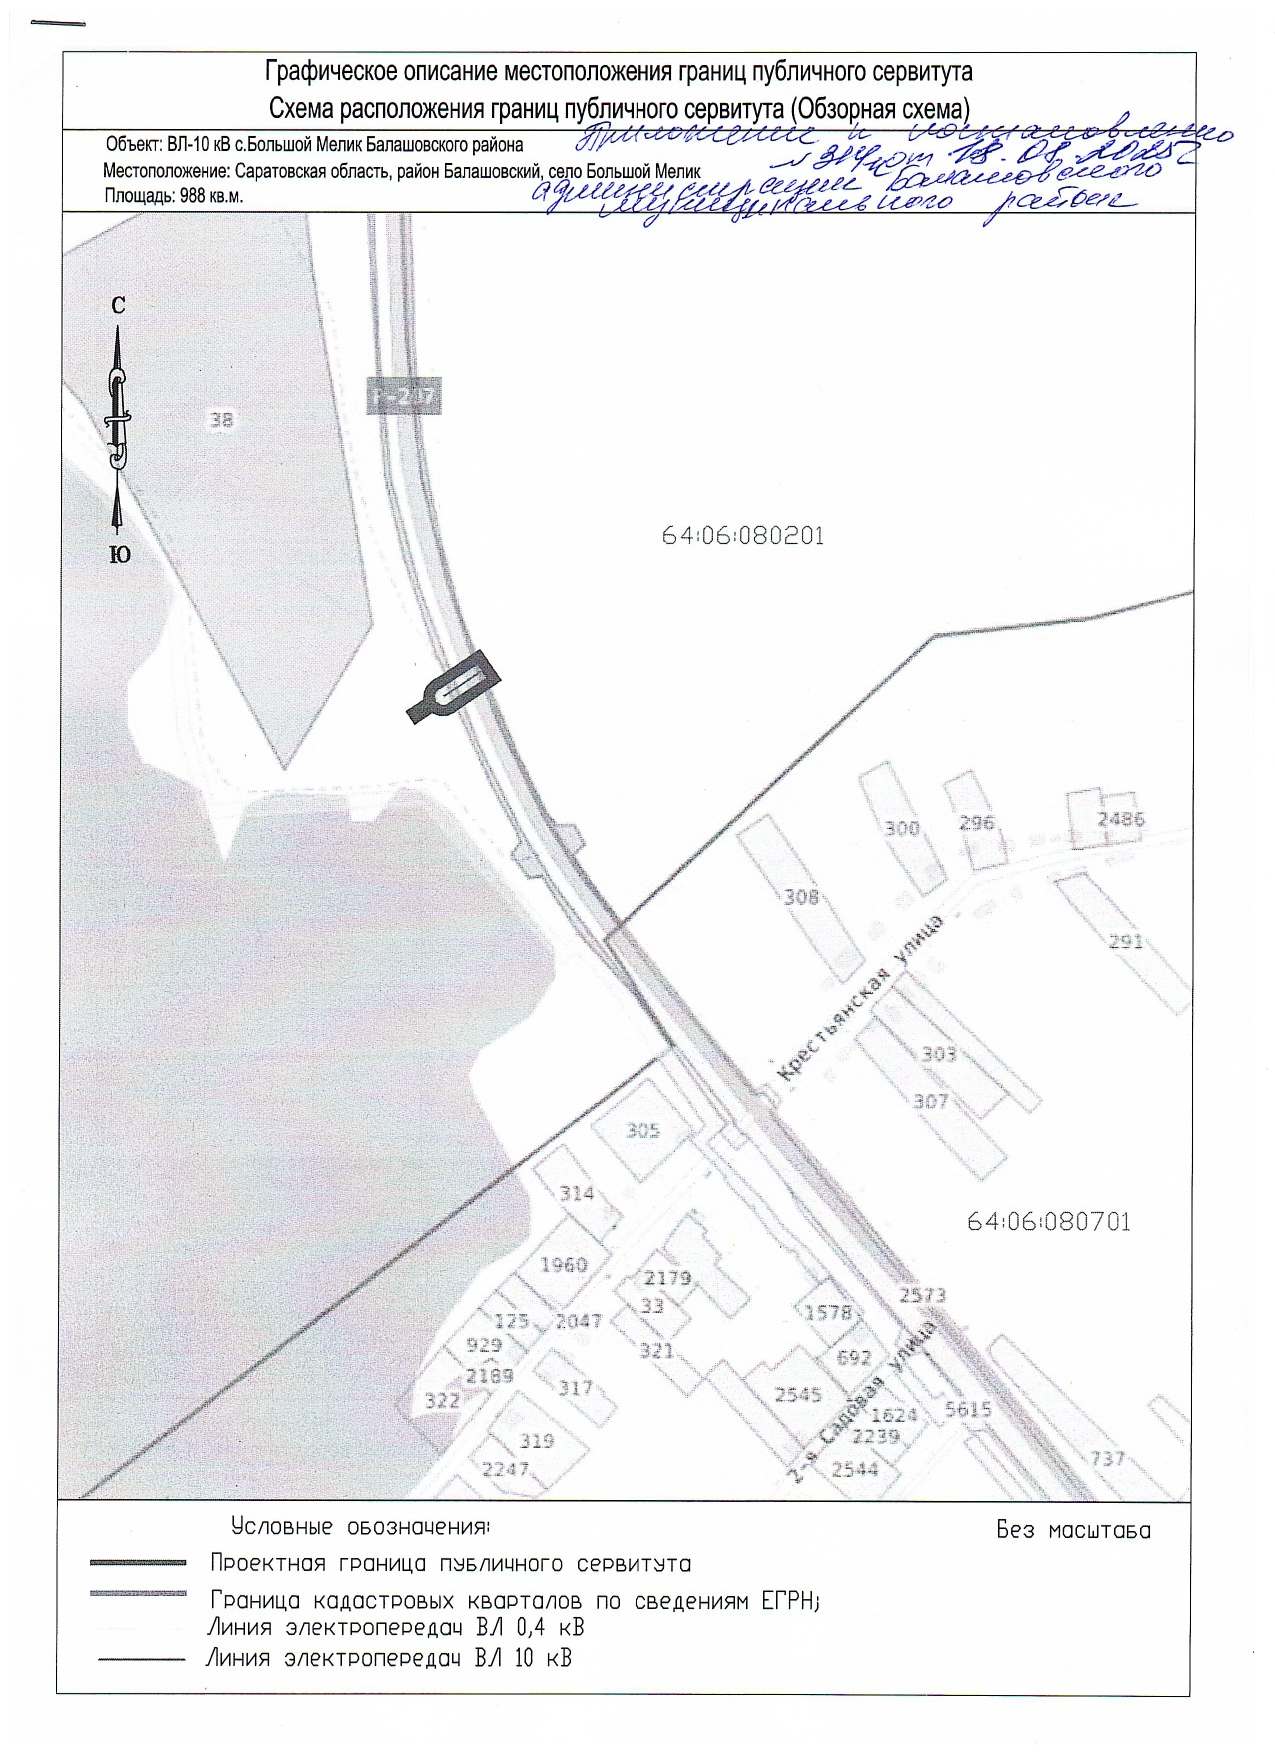 Графическое описание местоположения границ публичного сервитута
Схема расположения границ публичного сервитута (Обзорная схема)
Объект: ВЛ-10 кВ с.Большой Мелик Балашовского района
Приложение к постановлению
Местоположение: Саратовская область, район Балашовский, село Большой Мелик
от 18.08.2025г
Площадь: 988 кв.м.
администрации Балашовского
муниципального района
С
38
Ю
64:06:080201
300
296
2486
308
291
Крестьянская улица
303
307
305
314
64:06:080701
1960
2179
33
2573
1578
125
2047
929
321
692
2189
317
322
2545
2-я Садовая улица
1624
5615
319
2239
2247
2544
737
Условные обозначения:
Без масштаба
Проектная граница публичного сервитута
Граница кадастровых кварталов по сведениям ЕГРН;
Линия электропередач ВЛ 0,4 кВ
Линия электропередач ВЛ 10 кВ